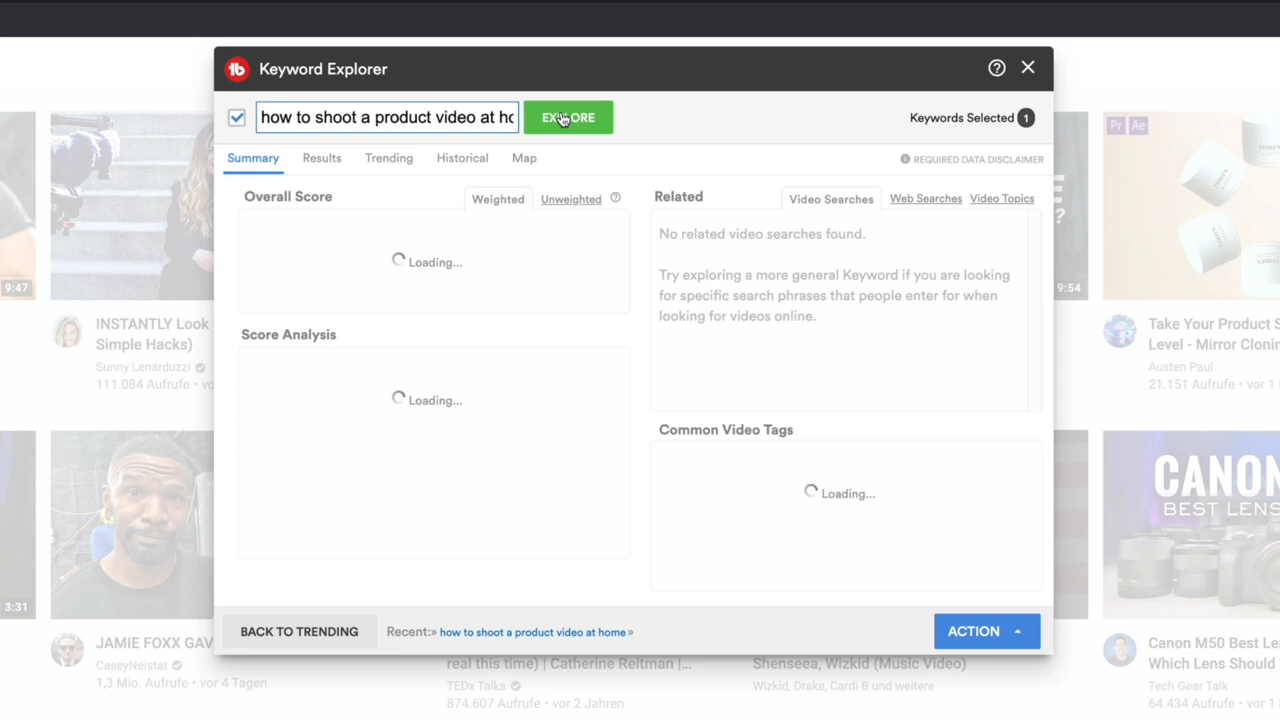 Keyword Explorer
how to shoot a product video at ho
EXPLORE
Keywords Selected 1
Summary
Results
Trending
Historical
Map
REQUIRED DATA DISCLAIMER
Overall Score
Weighted
Unweighted
Loading...
Score Analysis
Loading...
Related
Video Searches
Web Searches
Video Topics
No related video searches found.
Try exploring a more general Keyword if you are looking
for specific search phrases that people enter for when
looking for videos online.
Common Video Tags
Loading...
BACK TO TRENDING
Recent:» how to shoot a product video at home »
ACTION
9:47
INSTANTLY Look
Simple Hacks)
Sunny Lenarduzzi
111.084 Aufrufe • vo
3:31
JAMIE FOXX GAV
CaseyNeistat
1,3 Mio. Aufrufe • vor 4 Tagen
real this time) | Catherine Reitman |...
TEDx Talks
874.607 Aufrufe • vor 2 Jahren
Shenseea, Wizkid (Music Video)
Wizkid, Drake, Cardi B und weitere
9:54
Pr Ae
Take Your Product S
Level - Mirror Clonin
Austen Paul
21.151 Aufrufe • vor 1
CANON
BEST LENS
Canon M50 Best Le
Which Lens Should
Tech Gear Talk
64.434 Aufrufe • vor 1